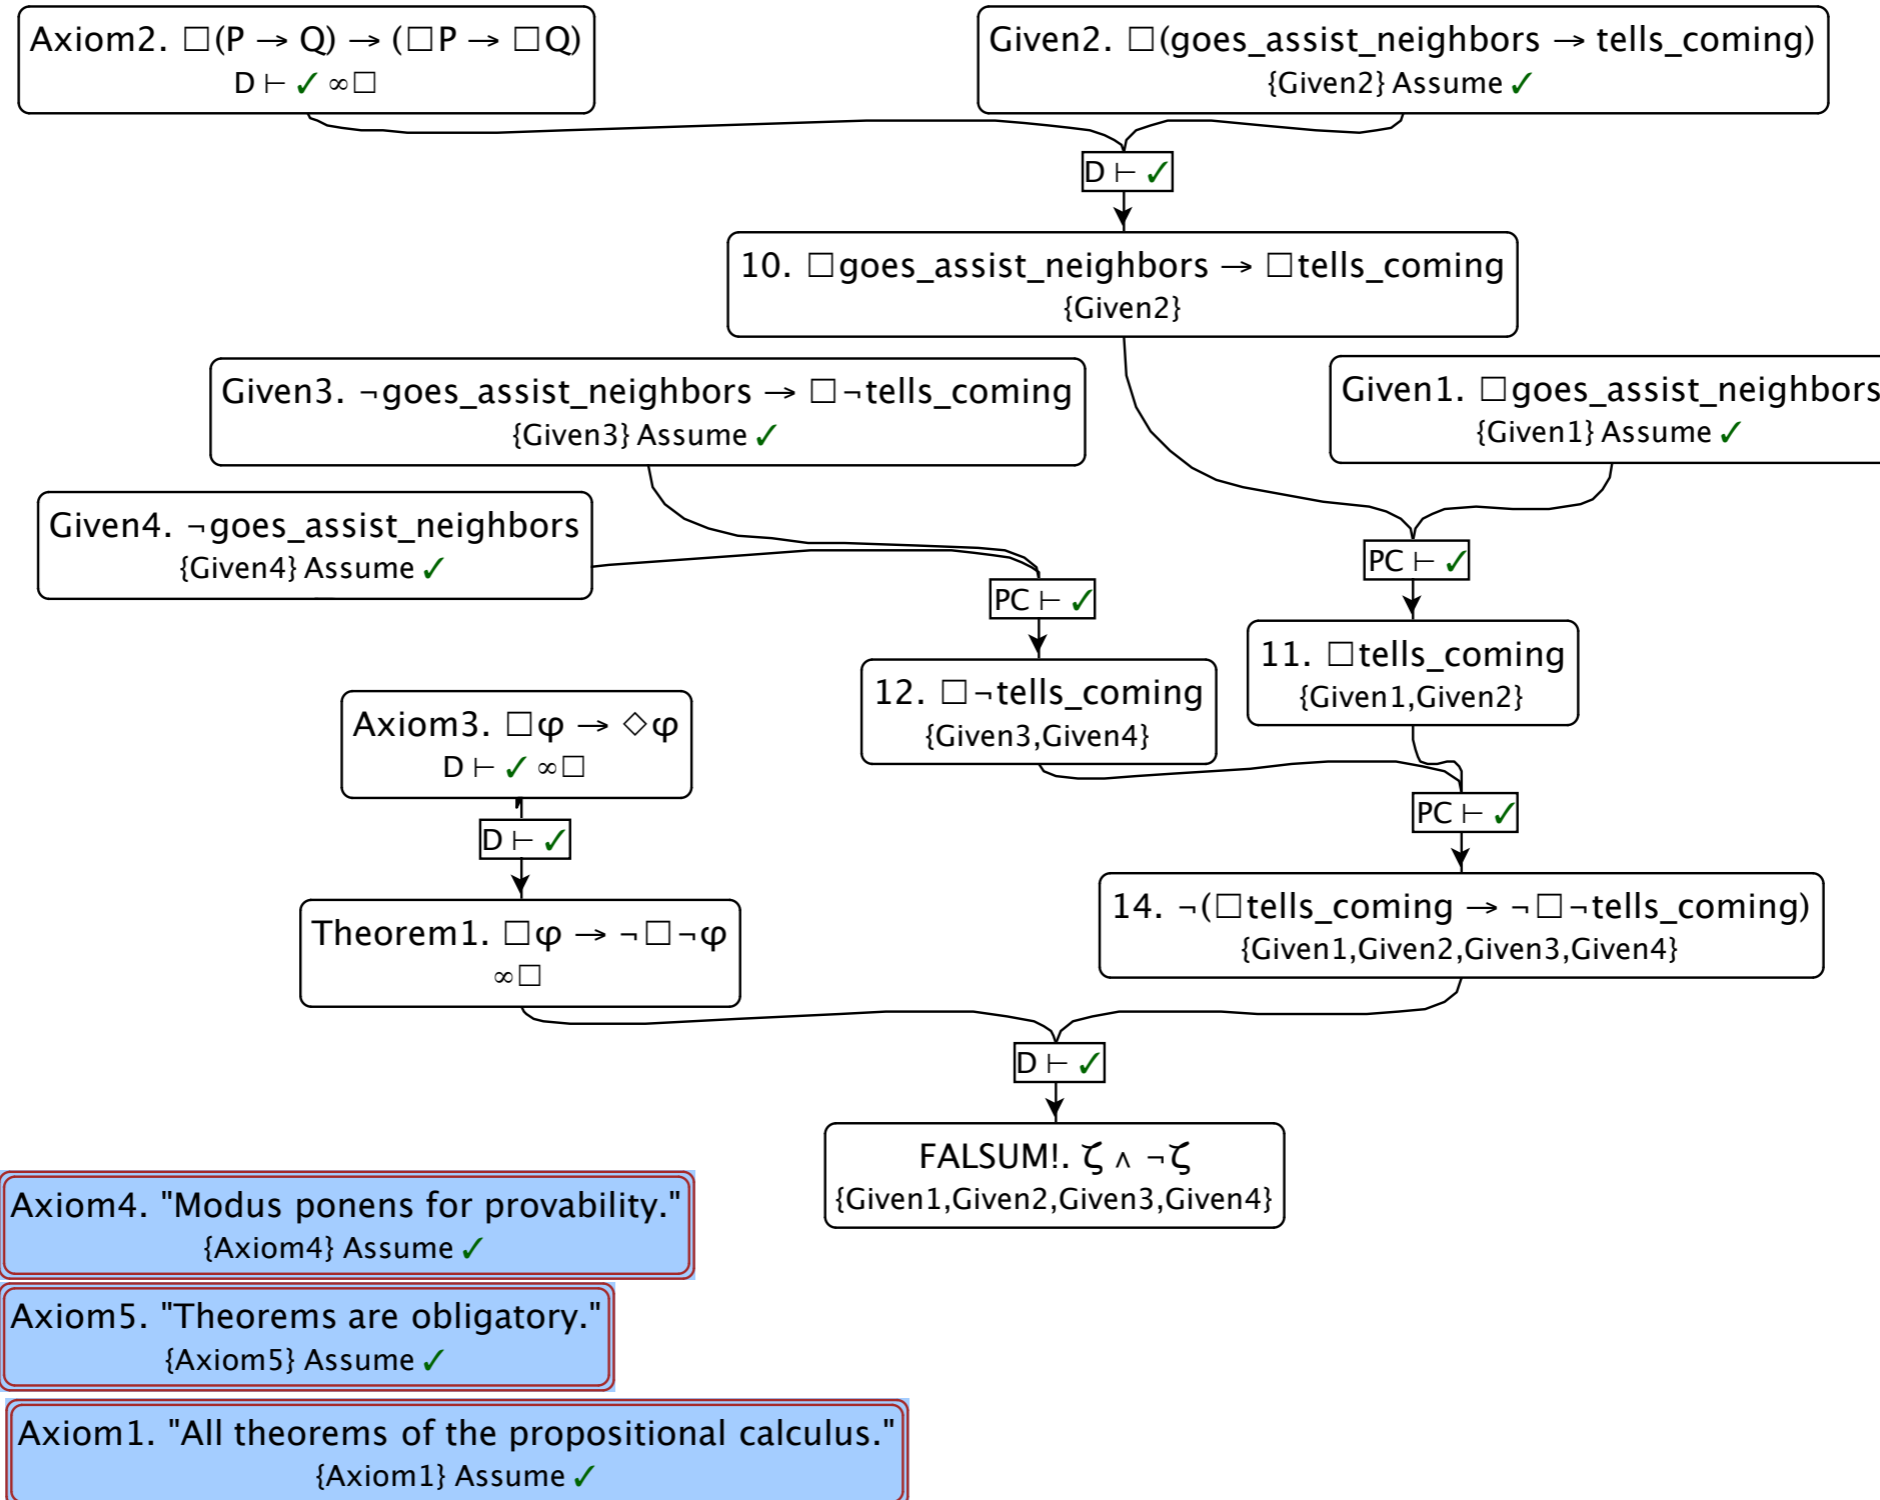 Axiom2. □(P → Q) → (□P → □Q)
D ⊢ ✓ ∞□
Given2. □(goes_assist_neighbors → tells_coming)
{Given2} Assume ✓
D ⊢ ✓
10. □goes_assist_neighbors → □tells_coming
{Given2}
Given3. ¬goes_assist_neighbors → □¬tells_coming
{Given3} Assume ✓
Given1. □goes_assist_neighbors
{Given1} Assume ✓
Given4. ¬goes_assist_neighbors
{Given4} Assume ✓
PC ⊢ ✓
PC ⊢ ✓
11. □tells_coming
{Given1,Given2}
12. □¬tells_coming
{Given3,Given4}
Axiom3. □φ → ◇φ
D ⊢ ✓ ∞□
D ⊢ ✓
PC ⊢ ✓
Theorem1. □φ → ¬□¬φ
∞□
14. ¬(□tells_coming → ¬□¬tells_coming)
{Given1,Given2,Given3,Given4}
D ⊢ ✓
FALSUM!. ζ ∧ ¬ζ
{Given1,Given2,Given3,Given4}
Axiom4. "Modus ponens for provability."
{Axiom4} Assume ✓
Axiom5. "Theorems are obligatory."
{Axiom5} Assume ✓
Axiom1. "All theorems of the propositional calculus."
{Axiom1} Assume ✓